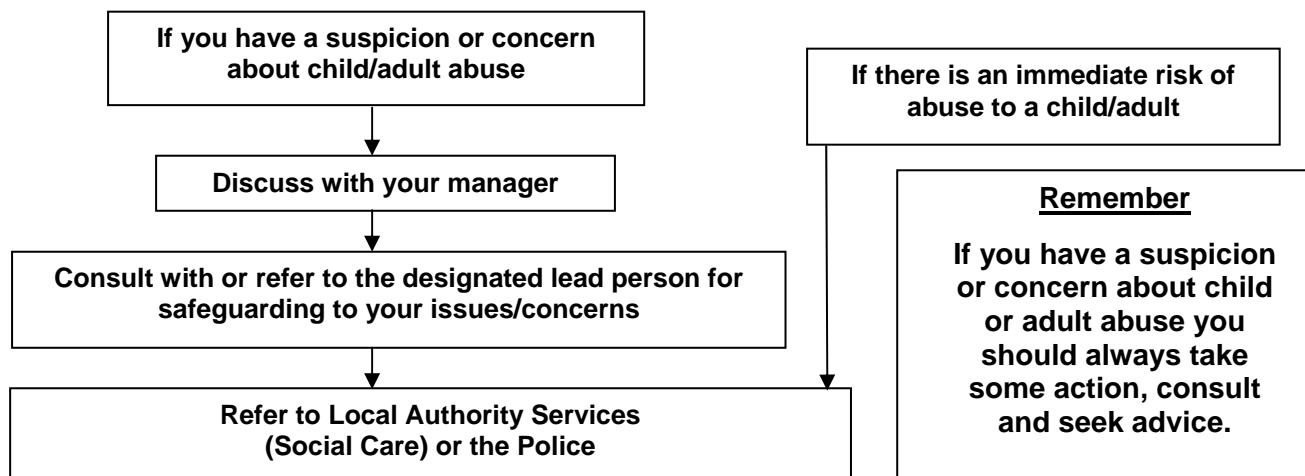 If you have a suspicion or concern
about child/adult abuse
If there is an immediate risk of
abuse to a child/adult
Discuss with your manager
Consult with or refer to the designated lead person for
safeguarding to your issues/concerns
Refer to Local Authority Services
(Social Care) or the Police
Remember
If you have a suspicion
or concern about child
or adult abuse you
should always take
some action, consult
and seek advice.